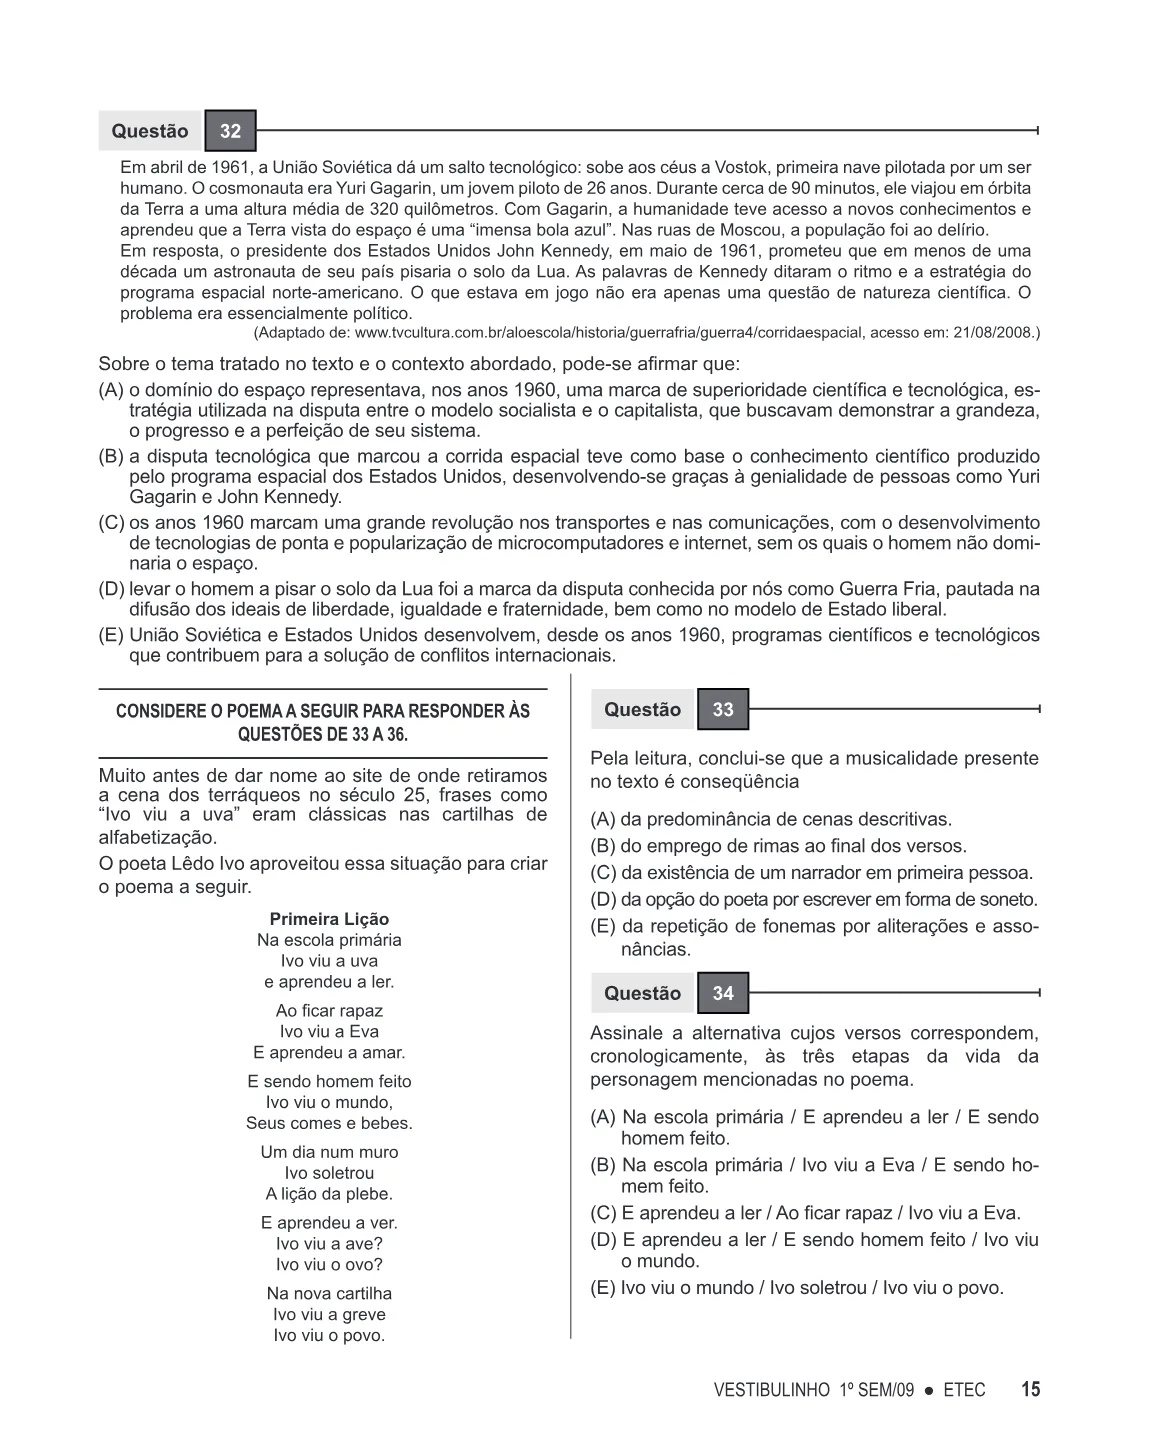 Questão 32
Em abril de 1961, a União Soviética dá um salto tecnológico: sobe aos céus a Vostok, primeira nave pilotada por um ser
humano. O cosmonauta era Yuri Gagarin, um jovem piloto de 26 anos. Durante cerca de 90 minutos, ele viajou em órbita
da Terra a uma altura média de 320 quilômetros. Com Gagarin, a humanidade teve acesso a novos conhecimentos e
aprendeu que a Terra vista do espaço é uma “imensa bola azul”. Nas ruas de Moscou, a população foi ao delírio.
Em resposta, o presidente dos Estados Unidos John Kennedy, em maio de 1961, prometeu que em menos de uma
década um astronauta de seu país pisaria o solo da Lua. As palavras de Kennedy ditaram o ritmo e a estratégia do
programa espacial norte-americano. O que estava em jogo não era apenas uma questão de natureza científica. O
problema era essencialmente político.
(Adaptado de: www.tvcultura.com.br/aloescola/historia/guerrafria/guerra4/corridaespacial, acesso em: 21/08/2008.)
Sobre o tema tratado no texto e o contexto abordado, pode-se afirmar que:
(A) o domínio do espaço representava, nos anos 1960, uma marca de superioridade científica e tecnológica, es-
tratégia utilizada na disputa entre o modelo socialista e o capitalista, que buscavam demonstrar a grandeza,
o progresso e a perfeição de seu sistema.
(B) a disputa tecnológica que marcou a corrida espacial teve como base o conhecimento científico produzido
pelo programa espacial dos Estados Unidos, desenvolvendo-se graças à genialidade de pessoas como Yuri
Gagarin e John Kennedy.
(C) os anos 1960 marcam uma grande revolução nos transportes e nas comunicações, com o desenvolvimento
de tecnologias de ponta e popularização de microcomputadores e internet, sem os quais o homem não domi-
naria o espaço.
(D) levar o homem a pisar o solo da Lua foi a marca da disputa conhecida por nós como Guerra Fria, pautada na
difusão dos ideais de liberdade, igualdade e fraternidade, bem como no modelo de Estado liberal.
(E) União Soviética e Estados Unidos desenvolvem, desde os anos 1960, programas científicos e tecnológicos
que contribuem para a solução de conflitos internacionais.
CONSIDERE O POEMA A SEGUIR PARA RESPONDER ÀS
QUESTÕES DE 33 A 36.
Muito antes de dar nome ao site de onde retiramos
a cena dos terráqueos no século 25, frases como
“Ivo viu a uva” eram clássicas nas cartilhas de
alfabetização.
O poeta Lêdo Ivo aproveitou essa situação para criar
o poema a seguir.
Primeira Lição
Na escola primária
Ivo viu a uva
e aprendeu a ler.
Ao ficar rapaz
Ivo viu a Eva
E aprendeu a amar.
E sendo homem feito
Ivo viu o mundo,
Seus comes e bebes.
Um dia num muro
Ivo soletrou
A lição da plebe.
E aprendeu a ver.
Ivo viu a ave?
Ivo viu o ovo?
Na nova cartilha
Ivo viu a greve
Ivo viu o povo.
Questão 33
Pela leitura, conclui-se que a musicalidade presente
no texto é conseqüência
(A) da predominância de cenas descritivas.
(B) do emprego de rimas ao final dos versos.
(C) da existência de um narrador em primeira pessoa.
(D) da opção do poeta por escrever em forma de soneto.
(E) da repetição de fonemas por aliterações e asso-
nâncias.
Questão 34
Assinale a alternativa cujos versos correspondem,
cronologicamente, às três etapas da vida da
personagem mencionadas no poema.
(A) Na escola primária / E aprendeu a ler / E sendo
homem feito.
(B) Na escola primária / Ivo viu a Eva / E sendo ho-
mem feito.
(C) E aprendeu a ler / Ao ficar rapaz / Ivo viu a Eva.
(D) E aprendeu a ler / E sendo homem feito / Ivo viu
o mundo.
(E) Ivo viu o mundo / Ivo soletrou / Ivo viu o povo.
VESTIBULINHO 1º SEM/09 ● ETEC 15